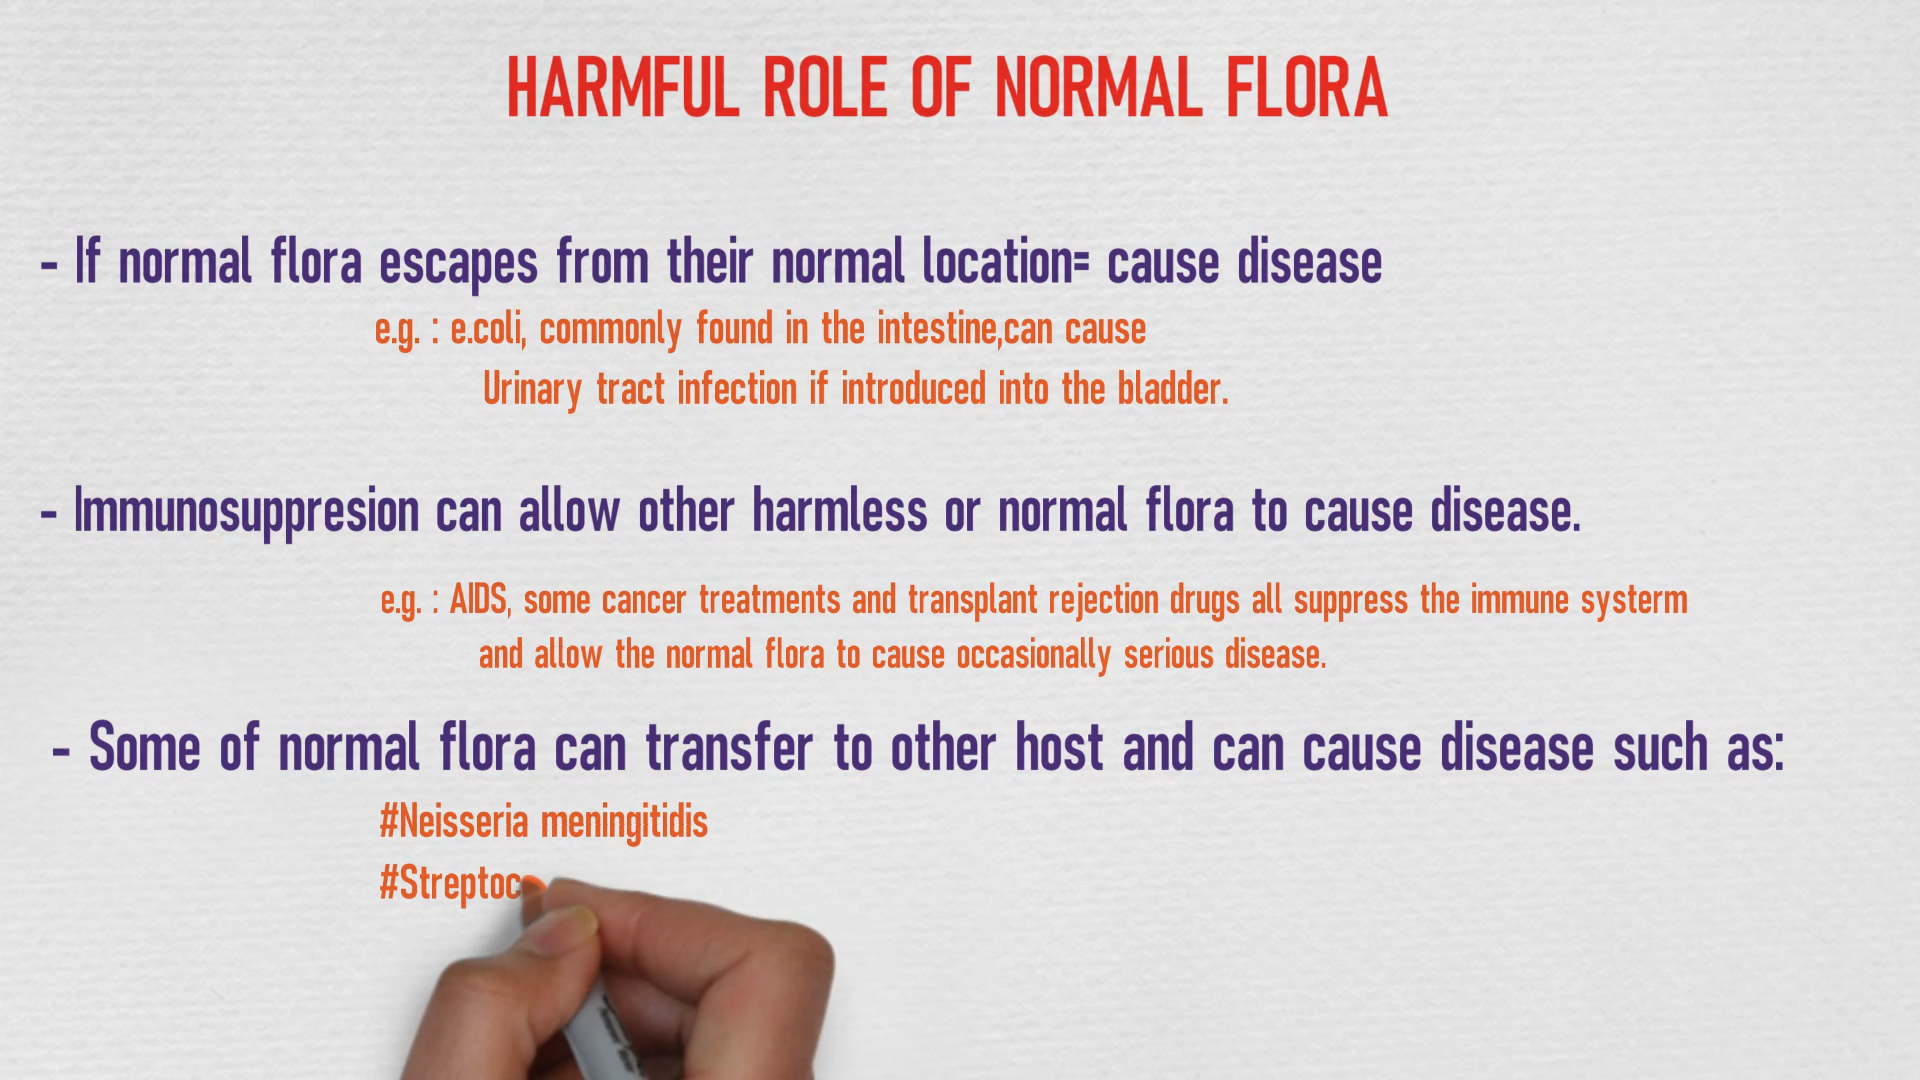 HARMFUL ROLE OF NORMAL FLORA
- If normal flora escapes from their normal location= cause disease
e.g. : e.coli, commonly found in the intestine,can cause
Urinary tract infection if introduced into the bladder.
- Immunosuppresion can allow other harmless or normal flora to cause disease.
e.g. : AIDS, some cancer treatments and transplant rejection drugs all suppress the immune systerm
and allow the normal flora to cause occasionally serious disease.
- Some of normal flora can transfer to other host and can cause disease such as:
#Neisseria meningitidis
#Streptoc